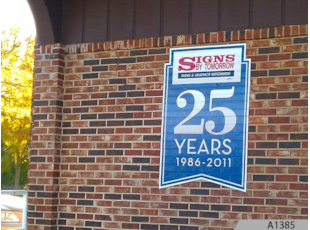 SIGNS
BY TOMORROW
25
YEARS
1986-2011
A1385